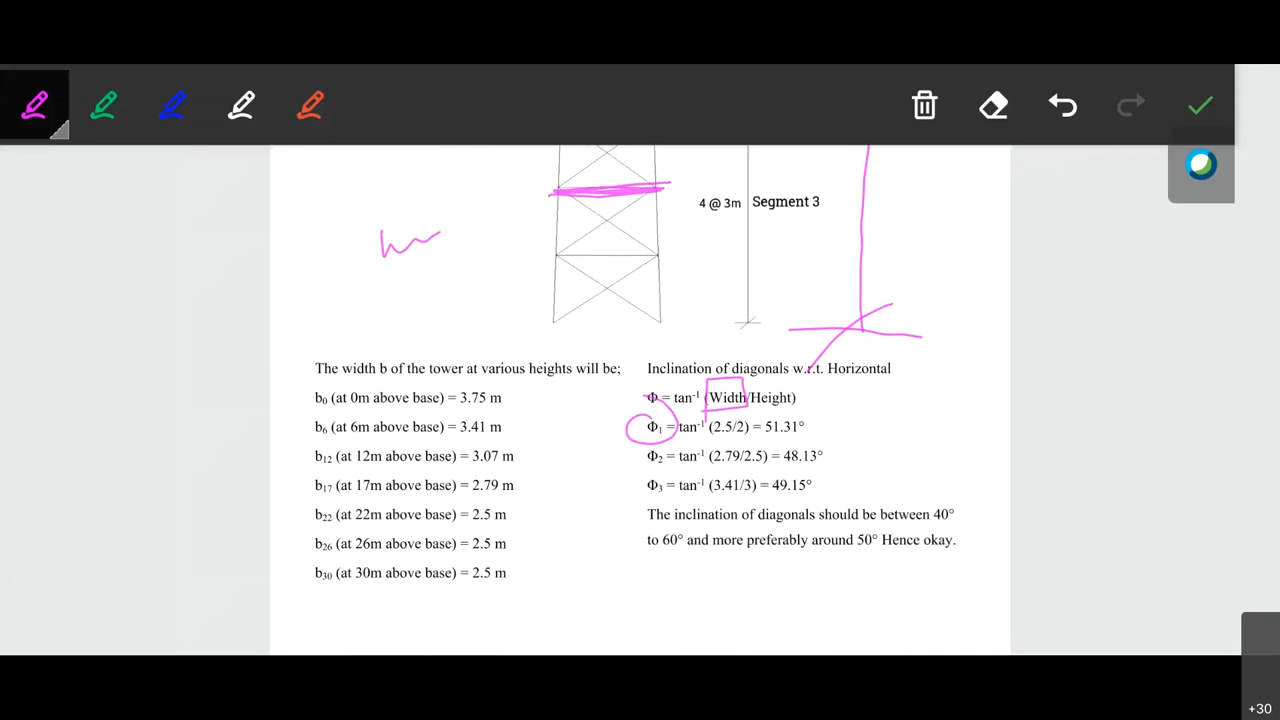 4 @ 3m Segment 3
The width b of the tower at various heights will be;
b₀ (at 0m above base) = 3.75 m
b₆ (at 6m above base) = 3.41 m
b₁₂ (at 12m above base) = 3.07 m
b₁₇ (at 17m above base) = 2.79 m
b₂₂ (at 22m above base) = 2.5 m
b₂₆ (at 26m above base) = 2.5 m
b₃₀ (at 30m above base) = 2.5 m
Inclination of diagonals w.r.t. Horizontal
Φ = tan⁻¹ (Width/Height)
Φ₁ = tan⁻¹ (2.5/2) = 51.31°
Φ₂ = tan⁻¹ (2.79/2.5) = 48.13°
Φ₃ = tan⁻¹ (3.41/3) = 49.15°
The inclination of diagonals should be between 40°
to 60° and more preferably around 50° Hence okay.
+30